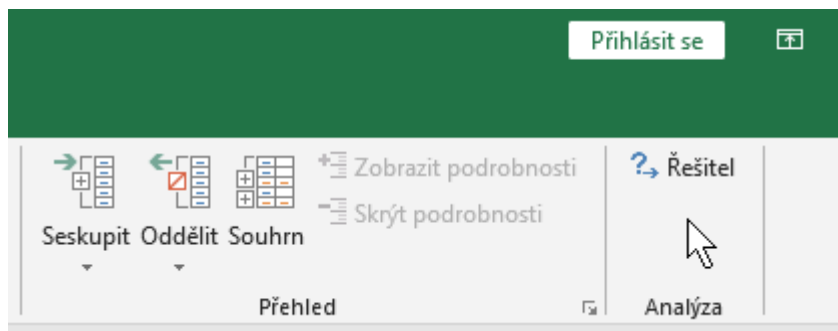 Přihlásit se
Zobrazit podrobnosti
Skrýt podrobnosti
Řešitel
Seskupit Oddělit Souhrn
Přehled
Analýza